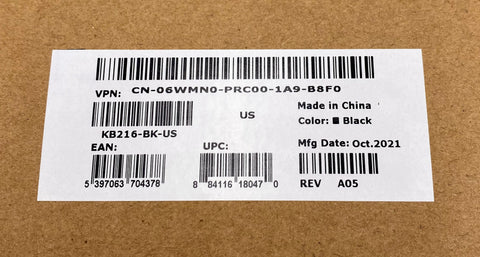 VPN: CN-06WMN0-PRC00-1A9-B8F0
KB216-BK-US
US
Made in China
Color: Black
EAN:
5 397063 704378
UPC:
8 84116 18047 0
Mfg Date: Oct.2021
REV A05